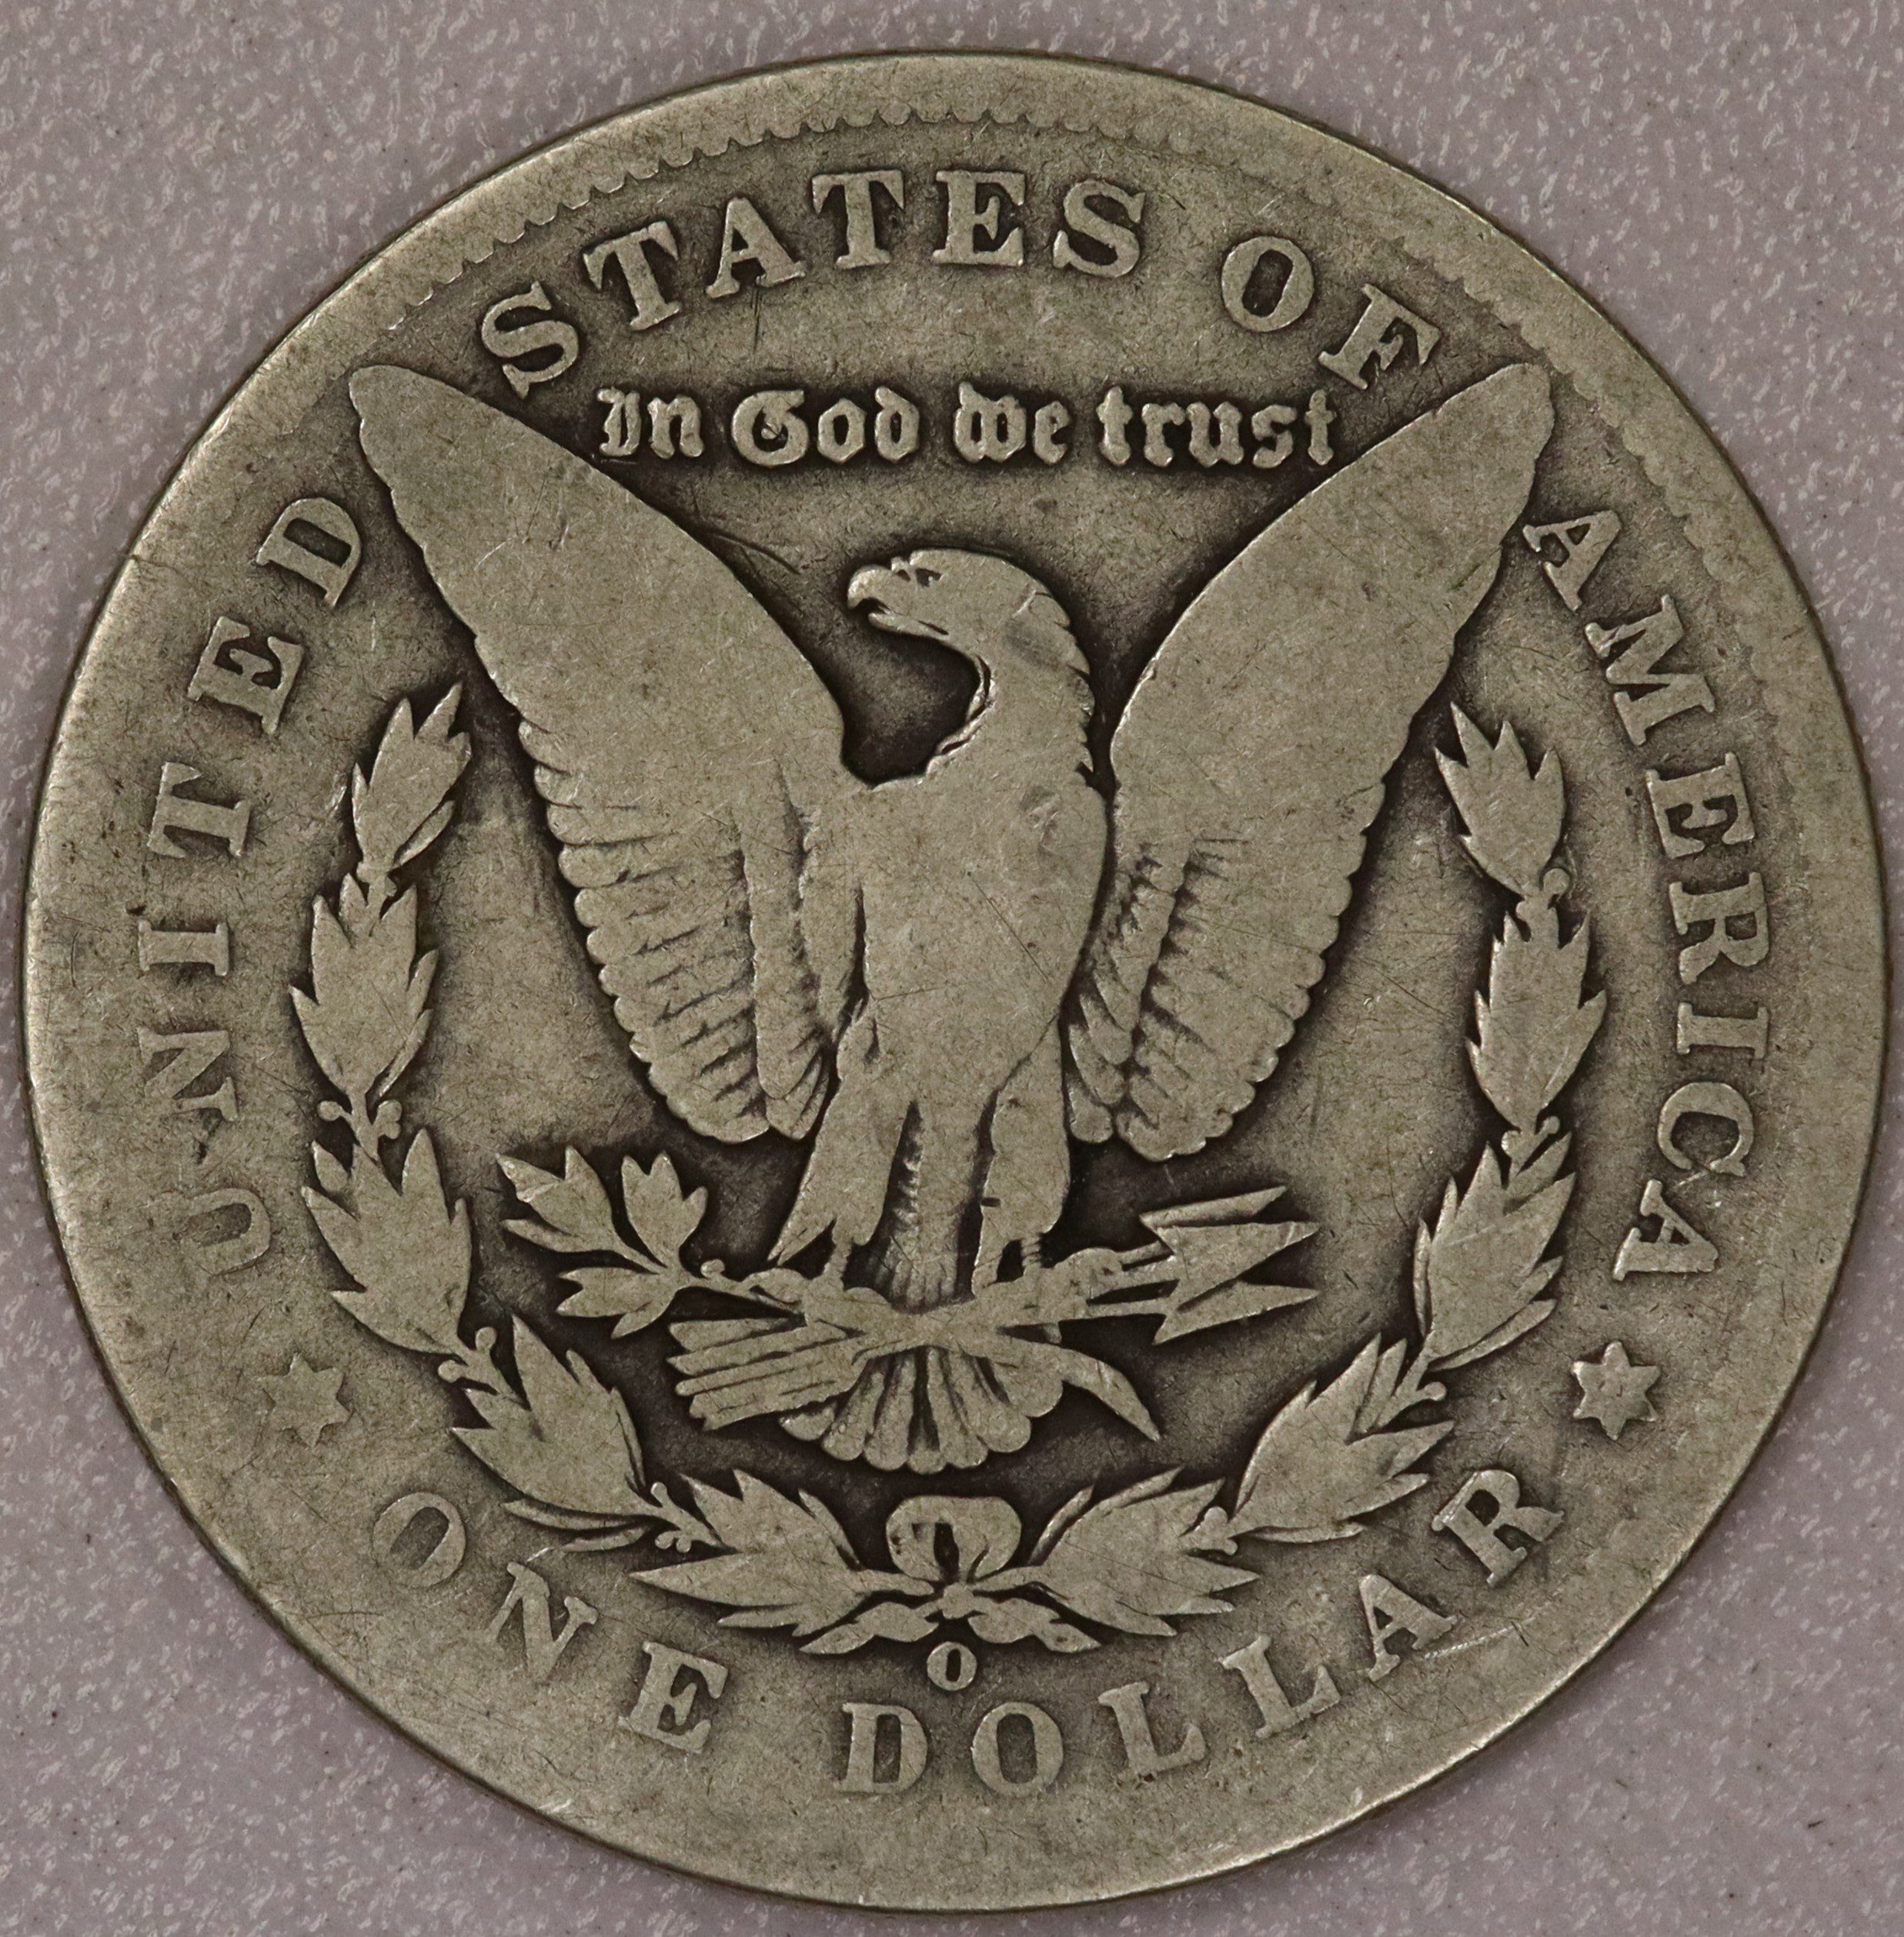 UNITED STATES OF AMERICA
In God we trust
O
ONE DOLLAR